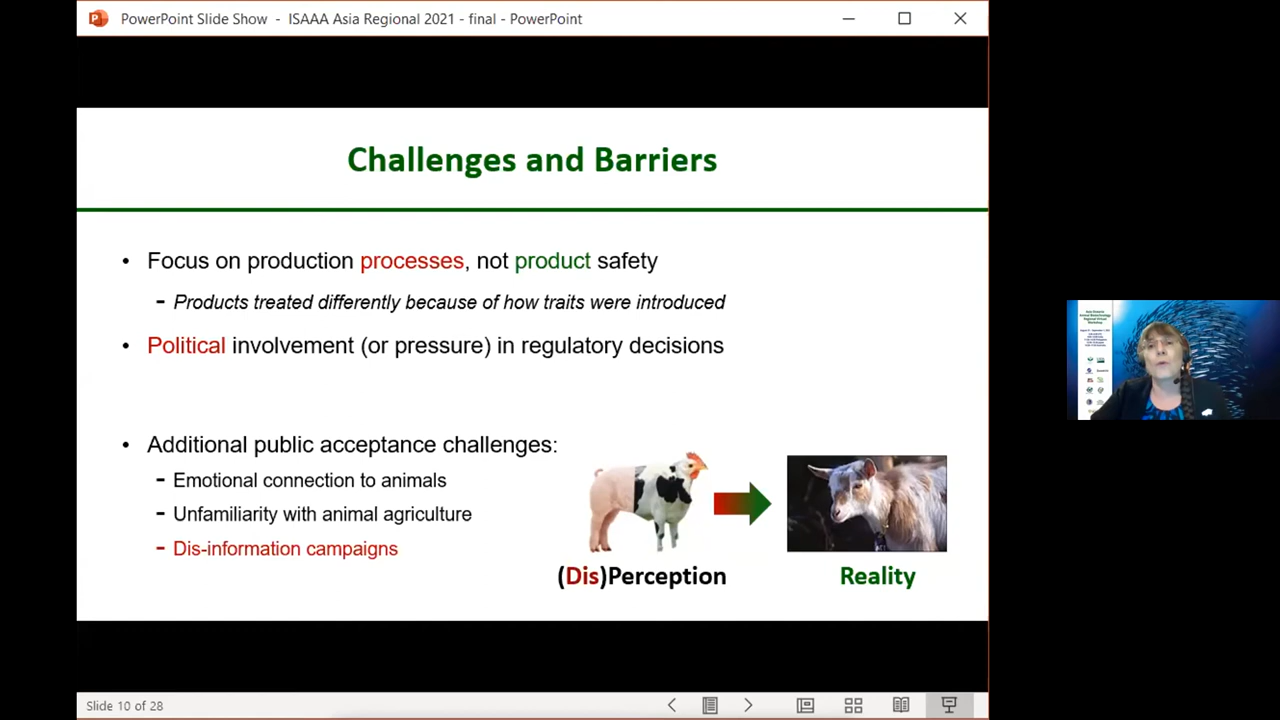 PowerPoint Slide Show - ISAAA Asia Regional 2021 - final - PowerPoint
Challenges and Barriers
• Focus on production processes, not product safety
- Products treated differently because of how traits were introduced
• Political involvement (or pressure) in regulatory decisions
• Additional public acceptance challenges:
- Emotional connection to animals
- Unfamiliarity with animal agriculture
- Dis-information campaigns
(Dis)Perception
Reality
Slide 10 of 28